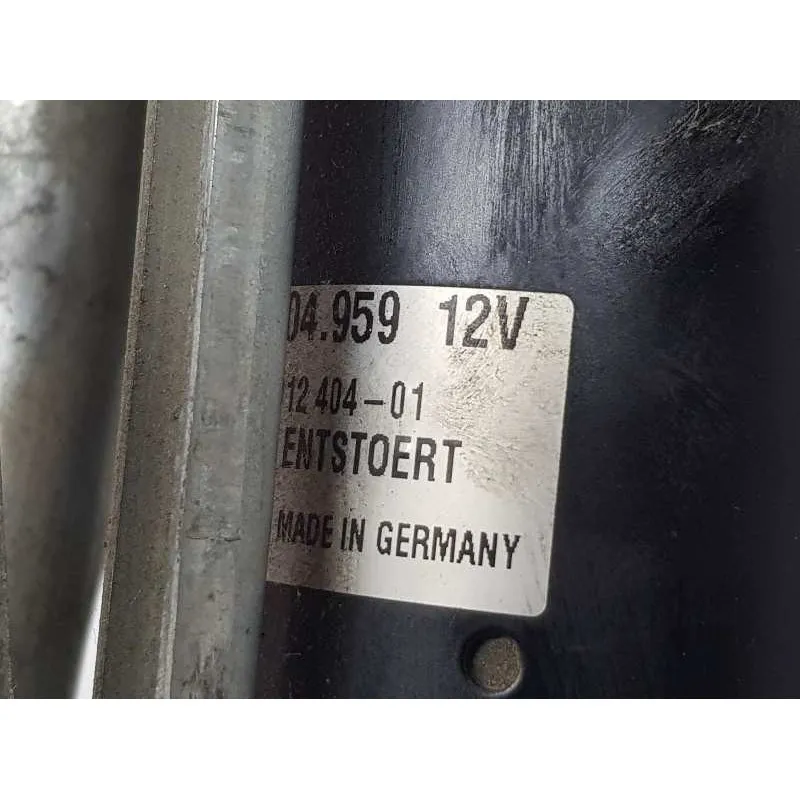 04.959 12V
12 404-01
ENTSTOERT
MADE IN GERMANY